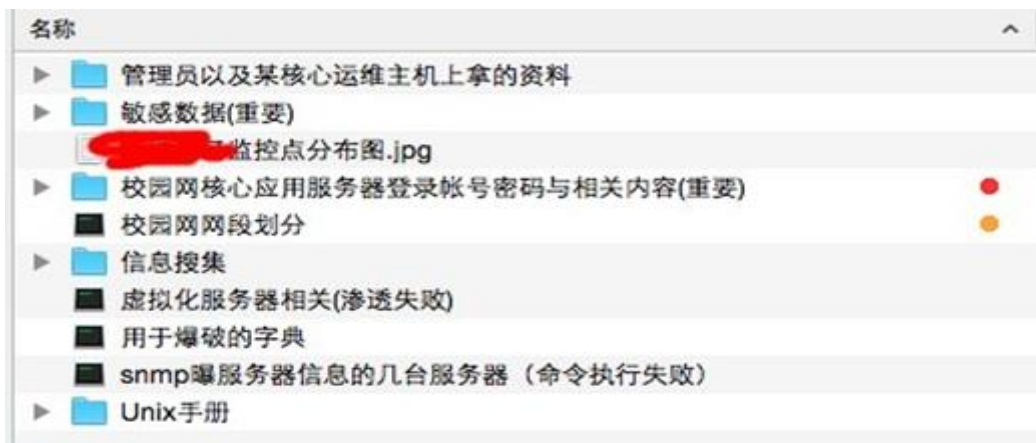 名称
管理员以及某核心运维主机上拿的资料
敏感数据(重要)
监控点分布图.jpg
校园网核心应用服务器登录帐号密码与相关内容(重要)
校园网网段划分
信息搜集
虚拟化服务器相关(渗透失败)
用于爆破的字典
snmp曝服务器信息的几台服务器（命令执行失败）
Unix手册